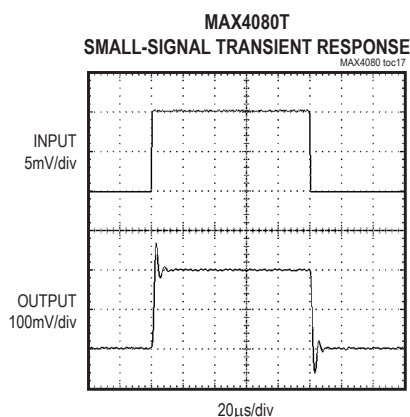 MAX4080T
SMALL-SIGNAL TRANSIENT RESPONSE
MAX4080 toc17
INPUT
5mV/div
OUTPUT
100mV/div
20μs/div